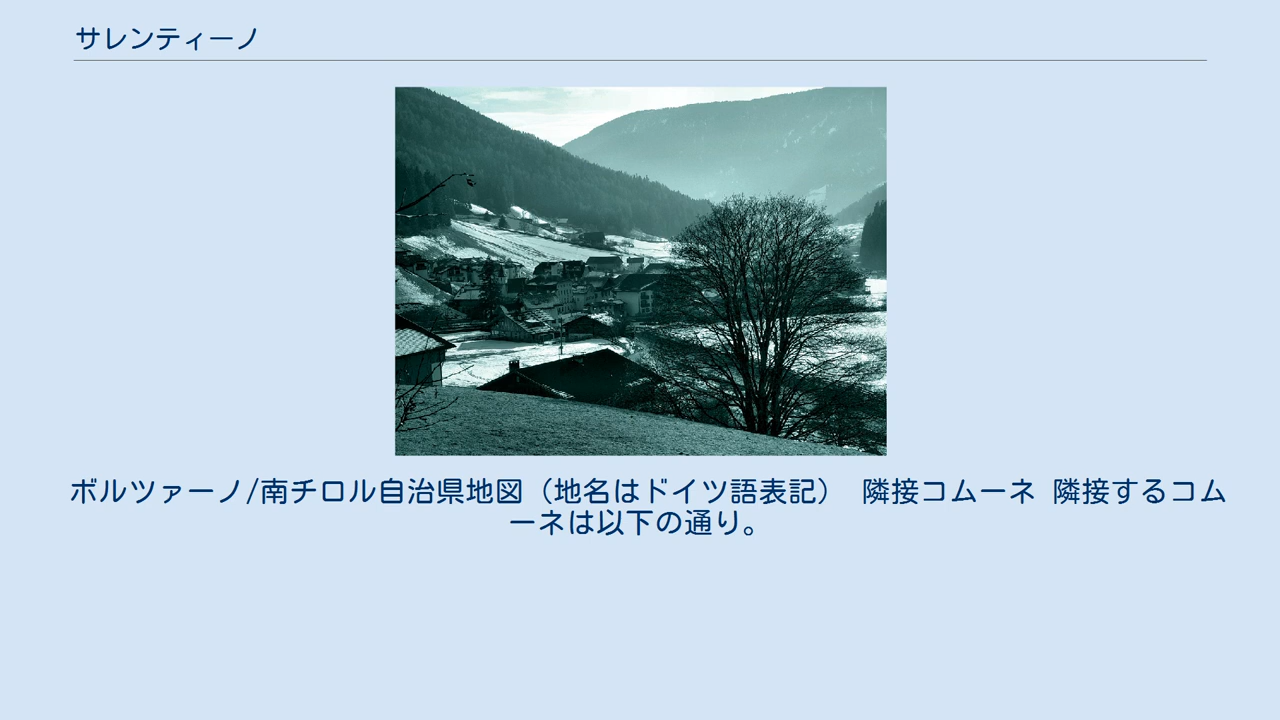 サレンティーノ
ボルツァーノ/南チロル自治県地図（地名はドイツ語表記） 隣接コムーネ 隣接するコム
ーネは以下の通り。